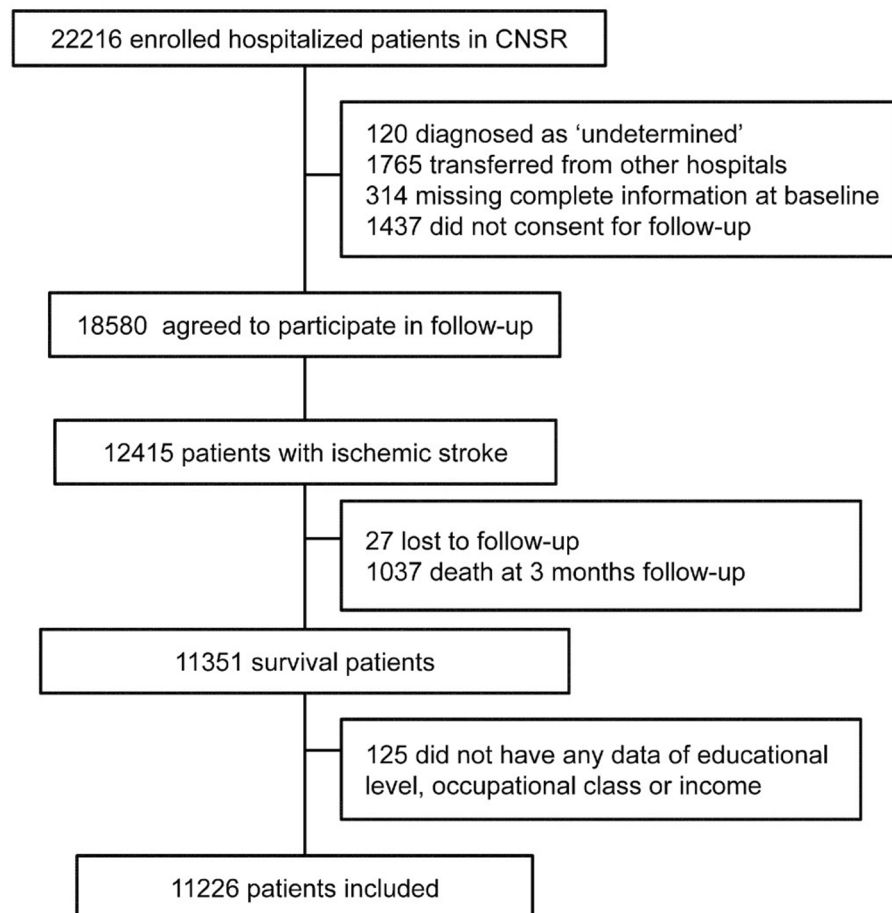 22216 enrolled hospitalized patients in CNSR
120 diagnosed as ‘undetermined’
1765 transferred from other hospitals
314 missing complete information at baseline
1437 did not consent for follow-up
18580 agreed to participate in follow-up
12415 patients with ischemic stroke
27 lost to follow-up
1037 death at 3 months follow-up
11351 survival patients
125 did not have any data of educational
level, occupational class or income
11226 patients included